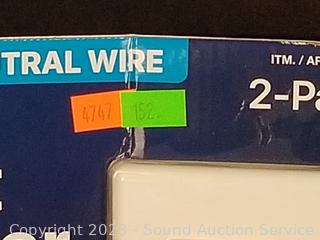 TRAL WIRE
ITM. / AR
2-Pa
4747
152.
Copyright 2023 - Sound Auction Service